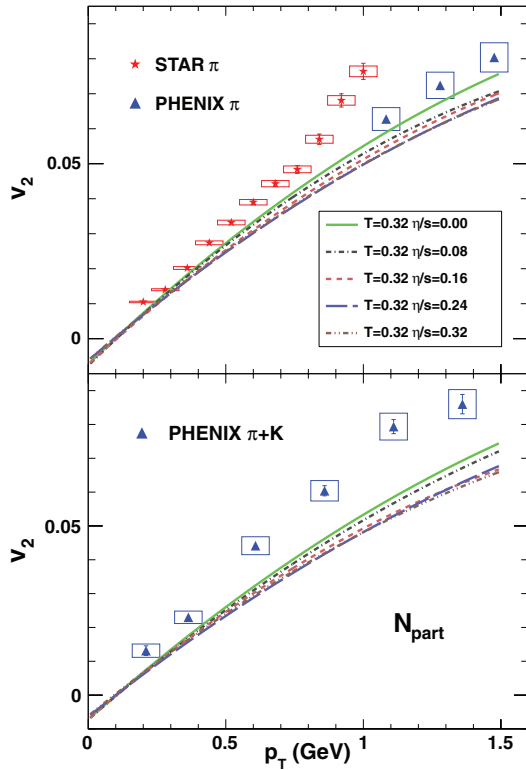 STAR π
PHENIX π
0.05
0
V₂
T=0.32 η/s=0.00
T=0.32 η/s=0.08
T=0.32 η/s=0.16
T=0.32 η/s=0.24
T=0.32 η/s=0.32
PHENIX π+K
0.05
0
V₂
N_part
0 0.5 1 1.5
p_T (GeV)